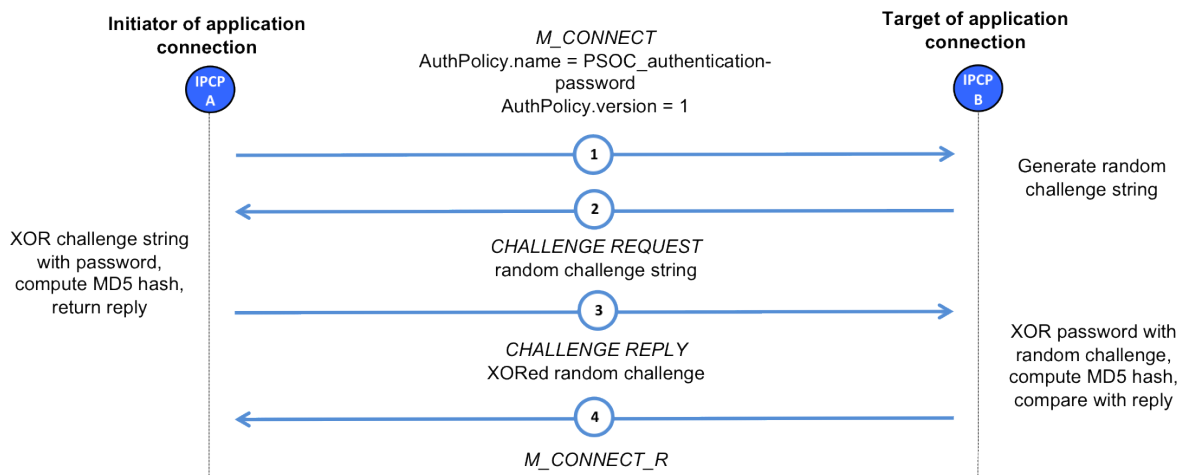 Initiator of application
connection
Target of application
connection
M_CONNECT
AuthPolicy.name = PSOC_authentication-
password
AuthPolicy.version = 1
IPCP
A
IPCP
B
1
Generate random
challenge string
2
XOR challenge string
with password,
compute MD5 hash,
return reply
CHALLENGE REQUEST
random challenge string
3
CHALLENGE REPLY
XORed random challenge
XOR password with
random challenge,
compute MD5 hash,
compare with reply
4
M_CONNECT_R